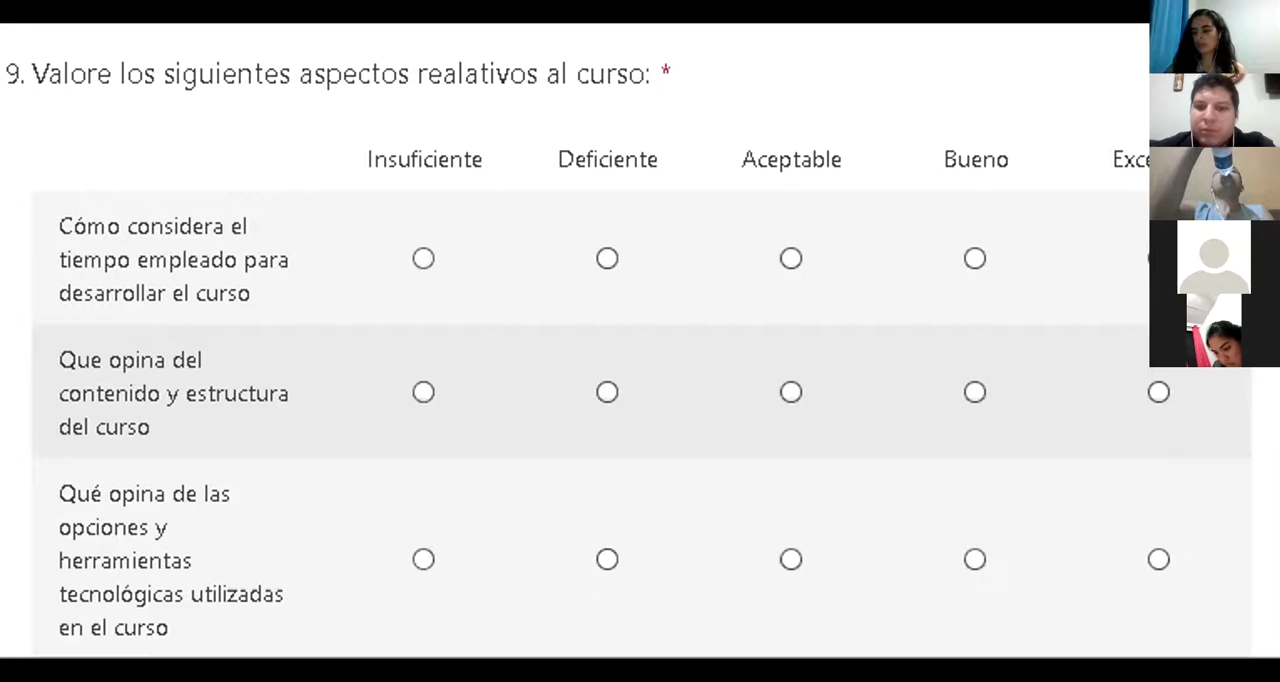 9. Valore los siguientes aspectos realativos al curso: *
Insuficiente Deficiente Aceptable Bueno
Cómo considera el
tiempo empleado para
desarrollar el curso
Que opina del
contenido y estructura
del curso
Qué opina de las
opciones y
herramientas
tecnológicas utilizadas
en el curso